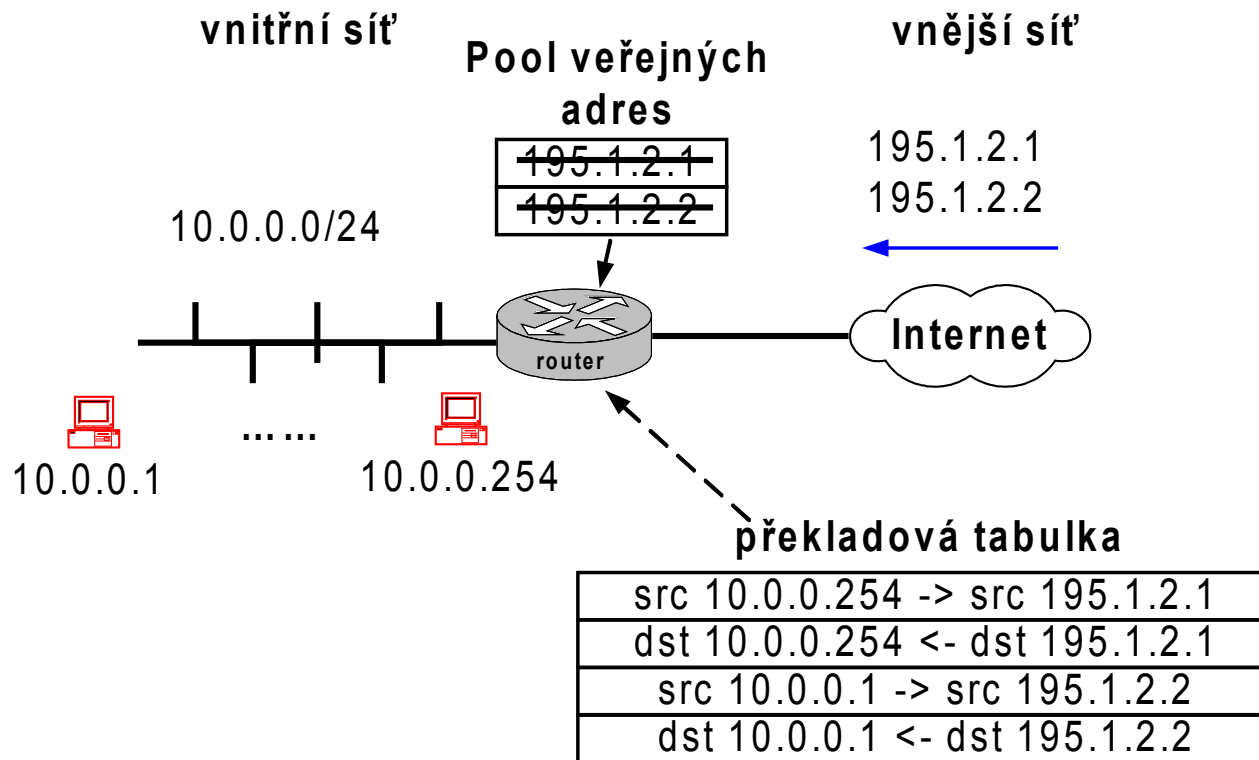 vnitřní síť
vnější síť
Pool veřejných
adres
195.1.2.1
195.1.2.2
195.1.2.1
195.1.2.2
10.0.0.0/24
router
Internet
......
10.0.0.1
10.0.0.254
překladová tabulka
src 10.0.0.254 -> src 195.1.2.1
dst 10.0.0.254 <- dst 195.1.2.1
src 10.0.0.1 -> src 195.1.2.2
dst 10.0.0.1 <- dst 195.1.2.2